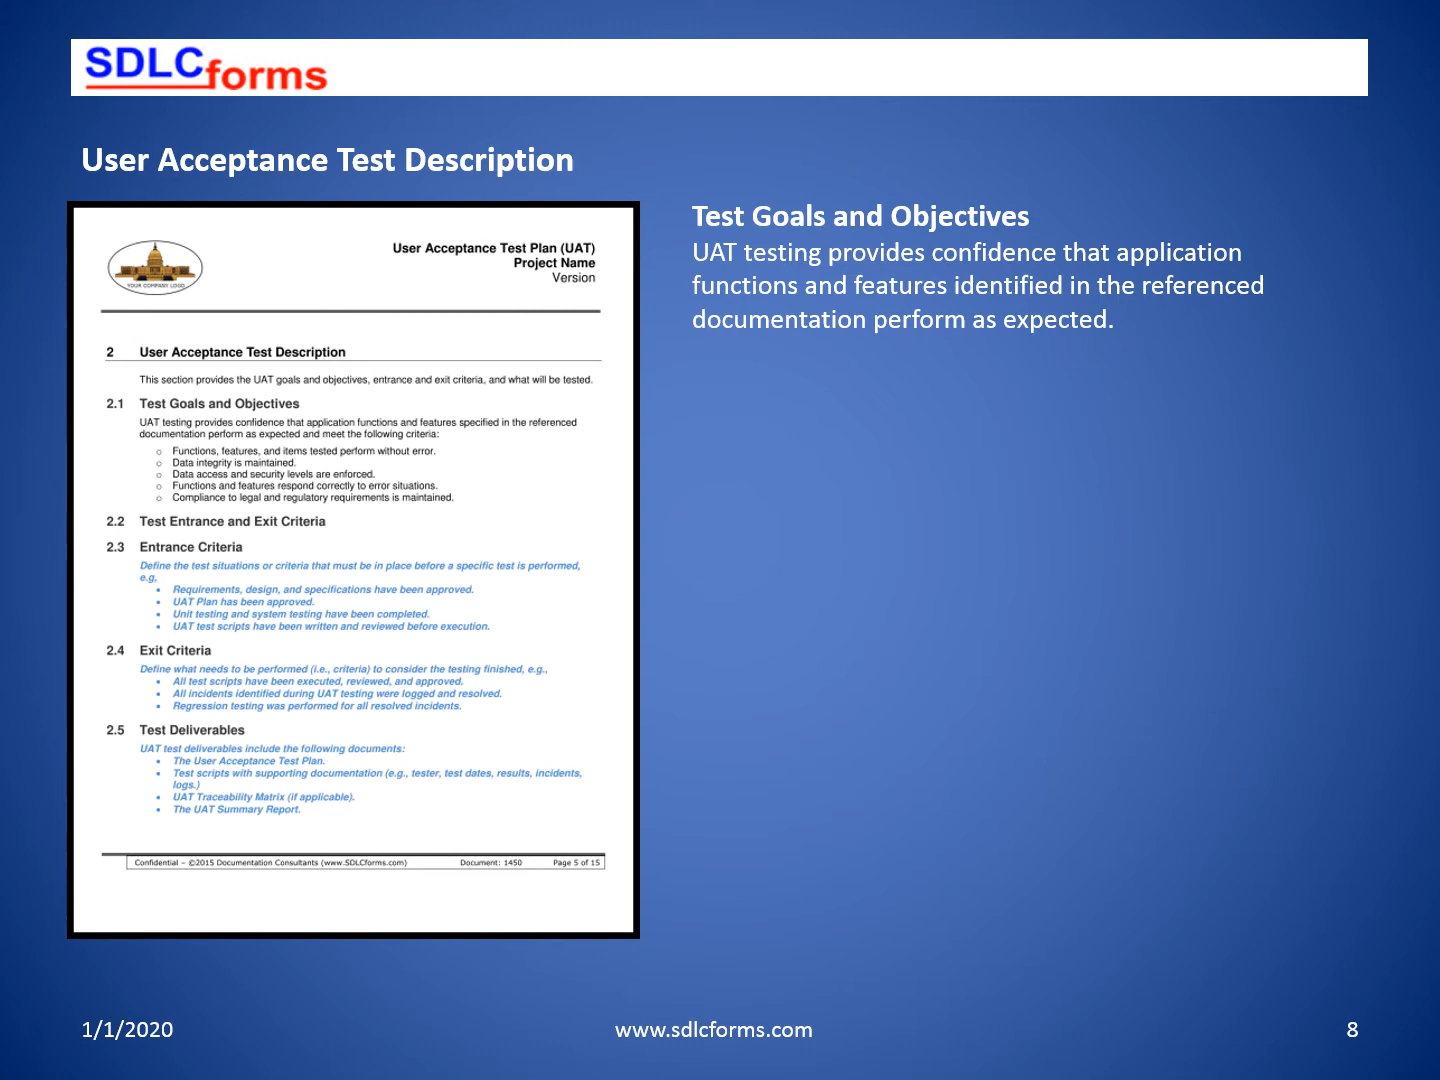 SDLCforms
User Acceptance Test Description
User Acceptance Test Plan (UAT)
Project Name
Version
YOUR COMPANY LOGO
2 User Acceptance Test Description
This section provides the UAT goals and objectives, entrance and exit criteria, and what will be tested.
2.1 Test Goals and Objectives
UAT testing provides confidence that application functions and features specified in the referenced
documentation perform as expected and meet the following criteria:
o Functions, features, and items tested perform without error.
o Data integrity is maintained.
o Data access and security levels are enforced.
o Functions and features respond correctly to error situations.
o Compliance to legal and regulatory requirements is maintained.
2.2 Test Entrance and Exit Criteria
2.3 Entrance Criteria
Define the test situations or criteria that must be in place before a specific test is performed,
e.g,
• Requirements, design, and specifications have been approved.
• UAT Plan has been approved.
• Unit testing and system testing have been completed.
• UAT test scripts have been written and reviewed before execution.
2.4 Exit Criteria
Define what needs to be performed (i.e., criteria) to consider the testing finished, e.g.,
• All test scripts have been executed, reviewed, and approved.
• All incidents identified during UAT testing were logged and resolved.
• Regression testing was performed for all resolved incidents.
2.5 Test Deliverables
UAT test deliverables include the following documents:
• The User Acceptance Test Plan.
• Test scripts with supporting documentation (e.g., tester, test dates, results, incidents,
logs.)
• UAT Traceability Matrix (if applicable).
• The UAT Summary Report.
Confidential – ©2015 Documentation Consultants (www.SDLCforms.com) Document: 1450 Page 5 of 15
Test Goals and Objectives
UAT testing provides confidence that application
functions and features identified in the referenced
documentation perform as expected.
1/1/2020 www.sdlcforms.com 8